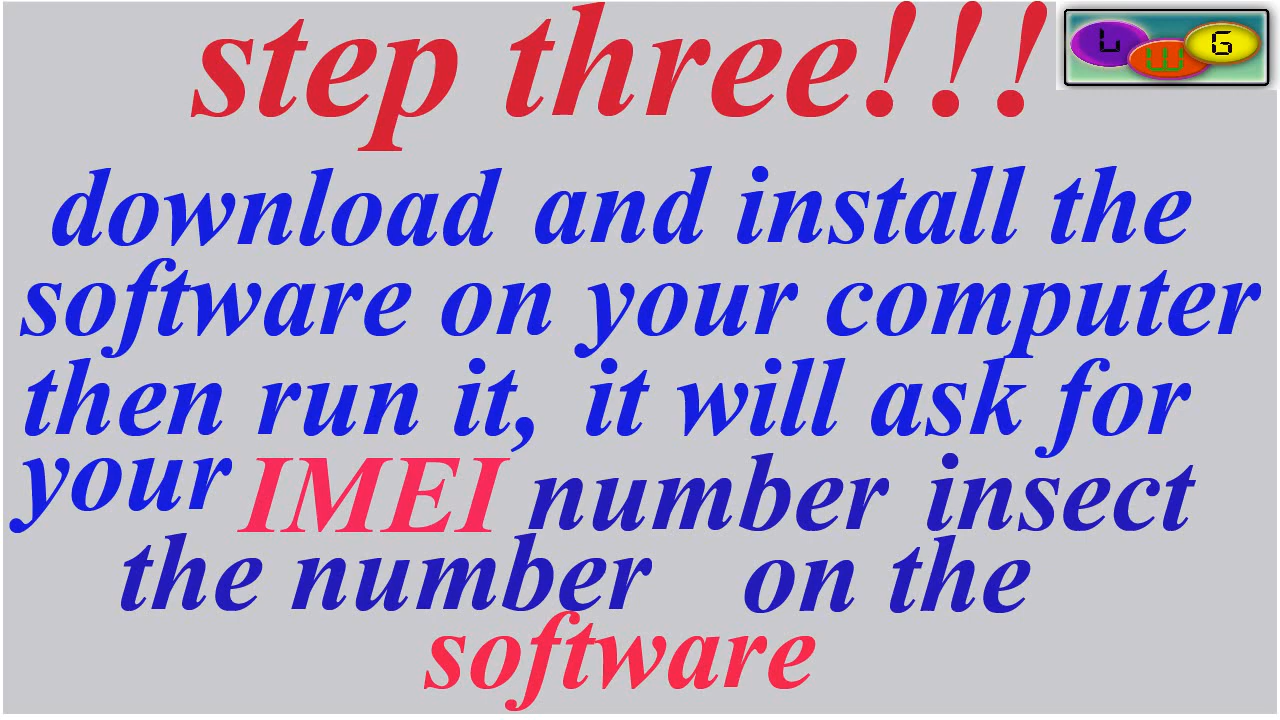 step three!!!
L W G
download and install the
software on your computer
then run it, it will ask for
your IMEI number insect
the number on the
software